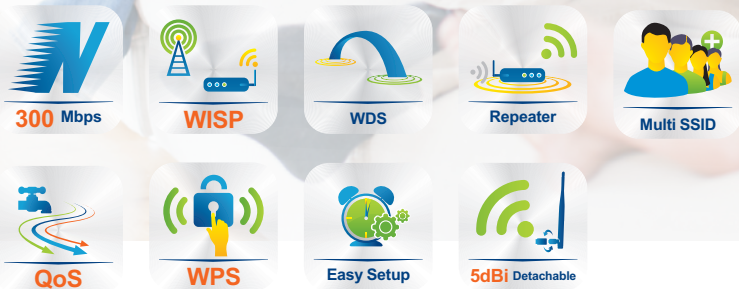 N
300 Mbps
WISP
WDS
Repeater
Multi SSID
QoS
WPS
Easy Setup
5dBi Detachable